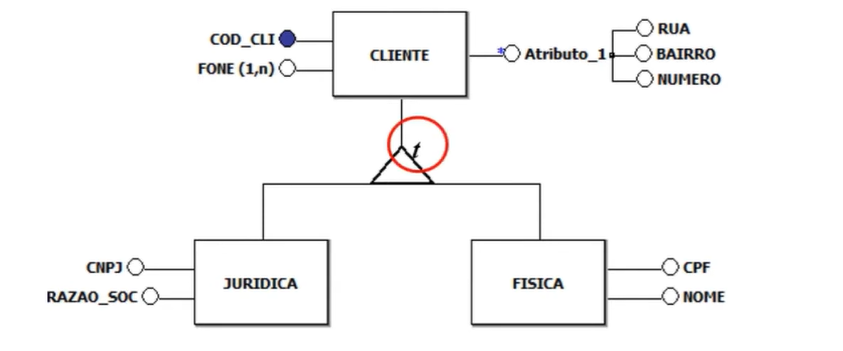 COD_CLI
FONE (1,n)
CLIENTE
* Atributo_1
RUA
BAIRRO
NUMERO
t
CNPJ
RAZAO_SOC
JURIDICA
FISICA
CPF
NOME